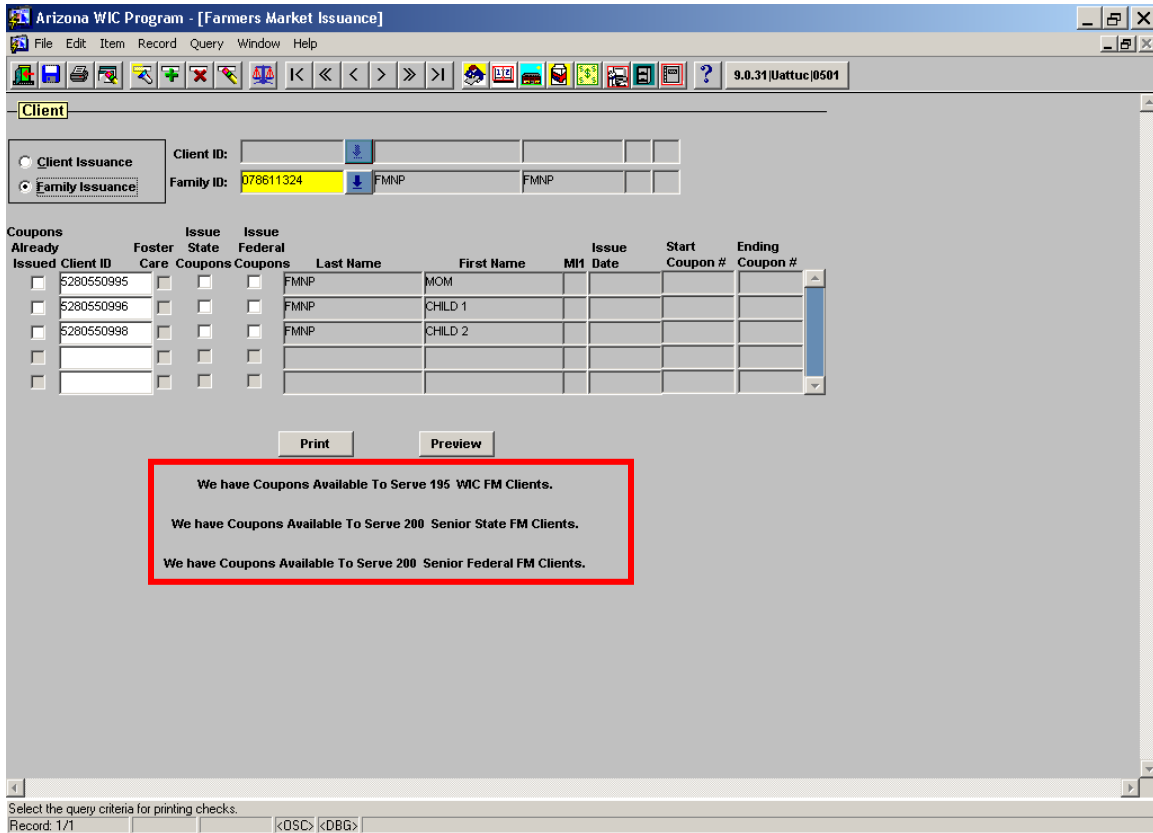 Arizona WIC Program - [Farmers Market Issuance]
File Edit Item Record Query Window Help
9.0.31|Uattuc|0501
Client
Client Issuance
Client ID:
Family Issuance
Family ID: 078611324 FMNP FMNP
Coupons Issue Issue
Already Foster State Federal Issue Start Ending
Issued Client ID Care Coupons Coupons Last Name First Name MI1 Date Coupon # Coupon #
5280550995 FMNP MOM
5280550996 FMNP CHILD 1
5280550998 FMNP CHILD 2
Print Preview
We have Coupons Available To Serve 195 WIC FM Clients.
We have Coupons Available To Serve 200 Senior State FM Clients.
We have Coupons Available To Serve 200 Senior Federal FM Clients.
Select the query criteria for printing checks.
Record: 1/1 <OSC> <DBG>